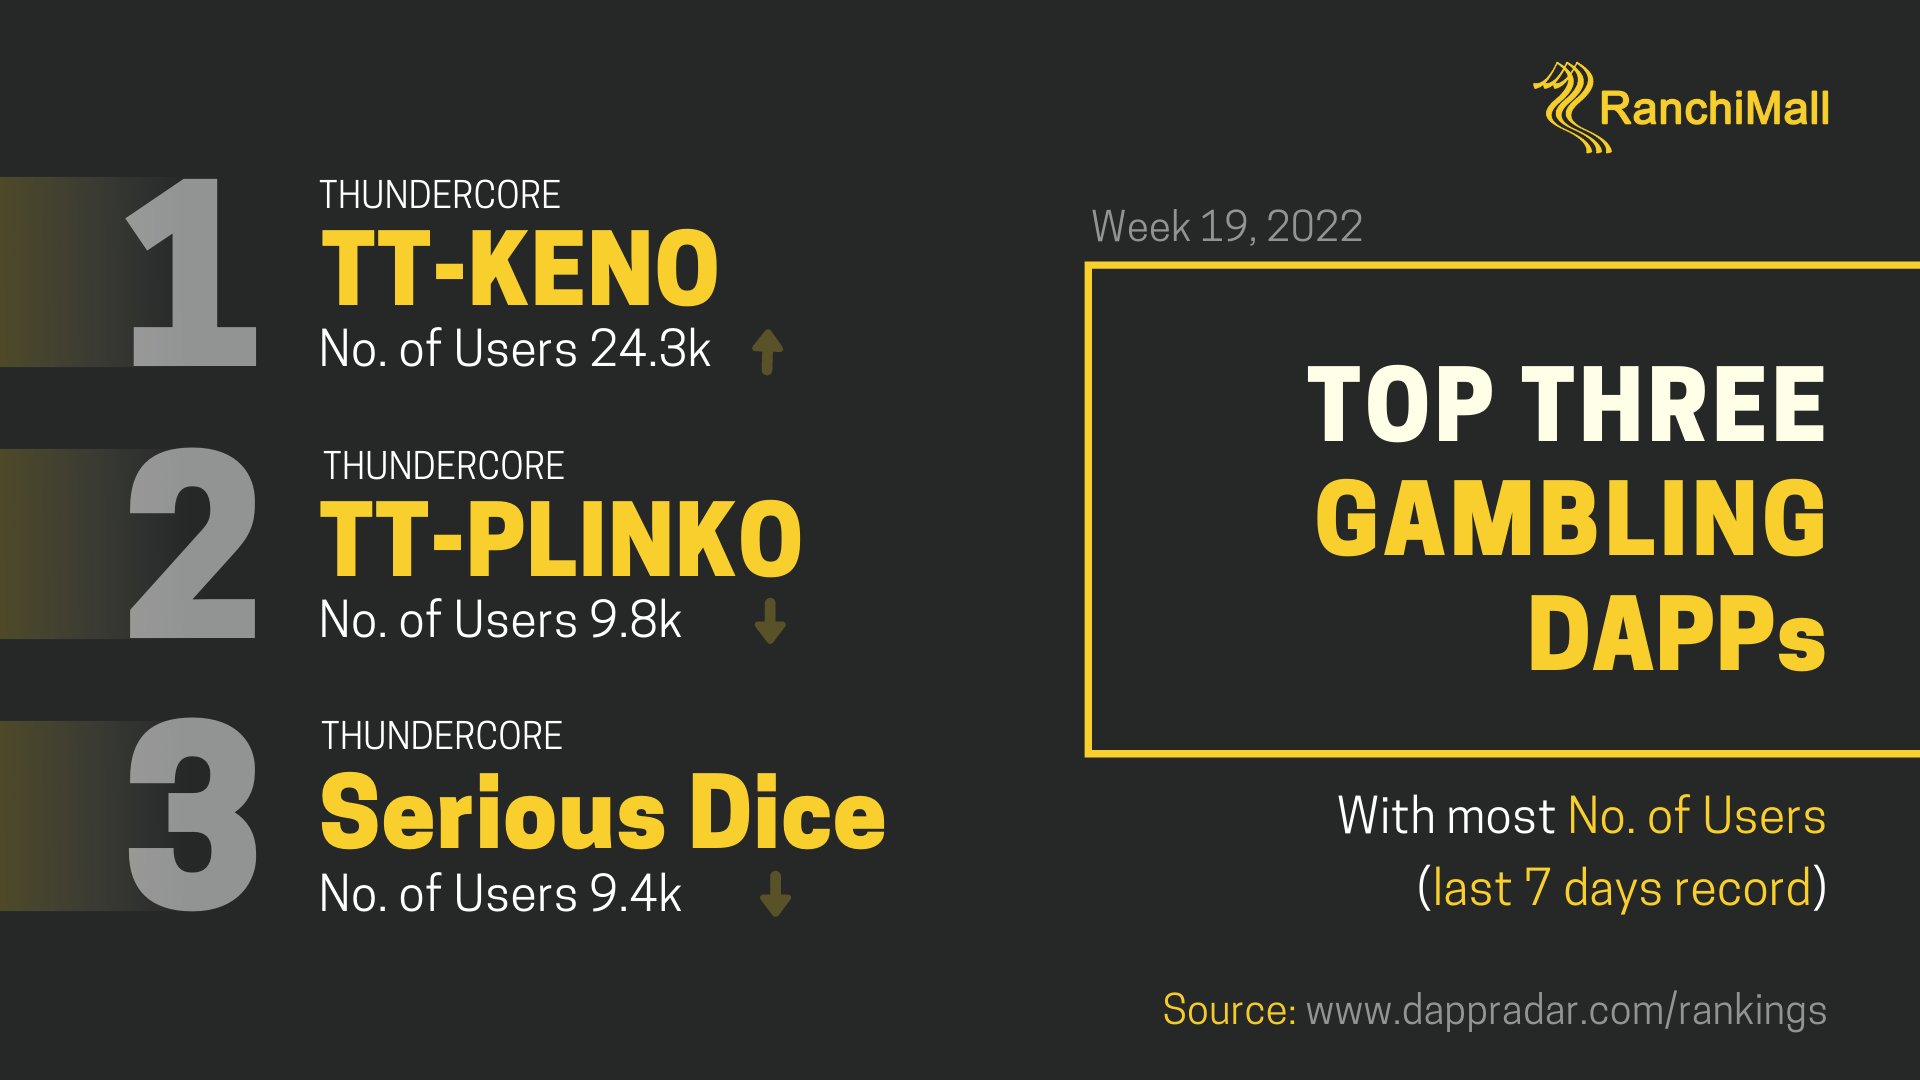 RanchiMall
1
THUNDERCORE
TT-KENO
No. of Users 24.3k
2
THUNDERCORE
TT-PLINKO
No. of Users 9.8k
3
THUNDERCORE
Serious Dice
No. of Users 9.4k
Week 19, 2022
TOP THREE
GAMBLING
DAPPs
With most No. of Users
(last 7 days record)
Source: www.dappradar.com/rankings